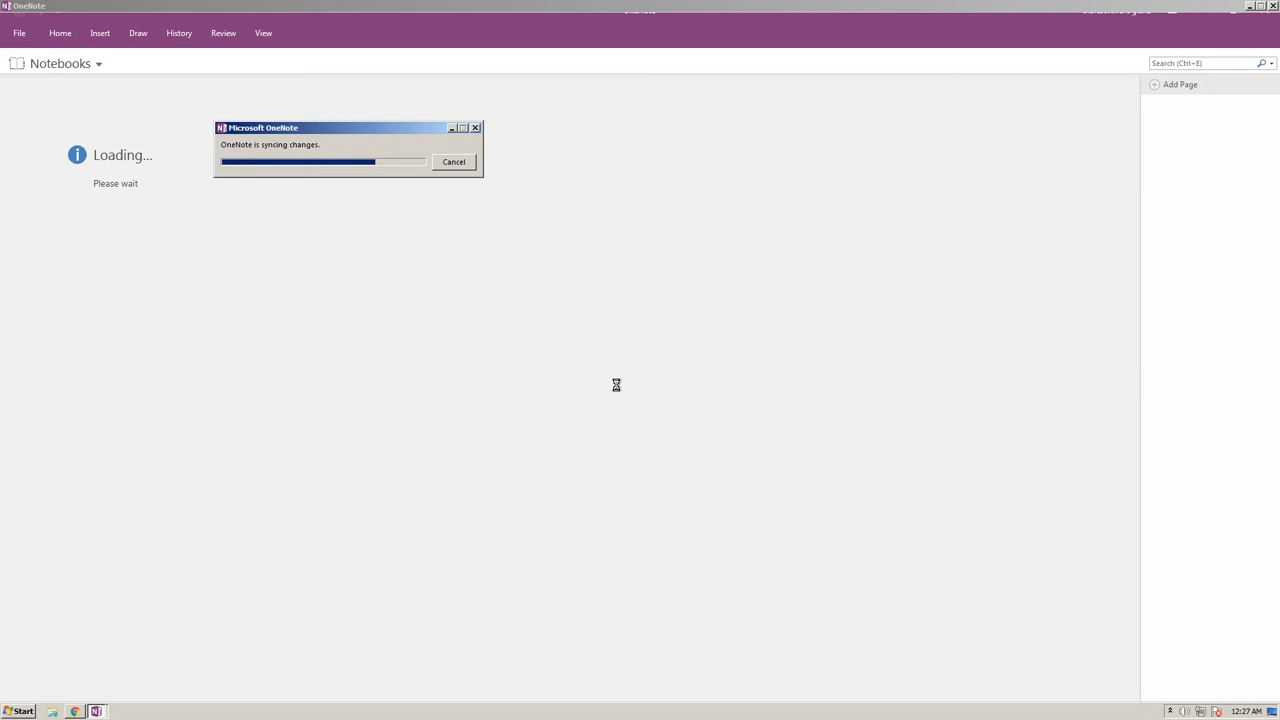 OneNote
File Home Insert Draw History Review View
Notebooks
Search (Ctrl+E)
Add Page
Microsoft OneNote
OneNote is syncing changes.
Cancel
Loading...
Please wait
Start
12:27 AM